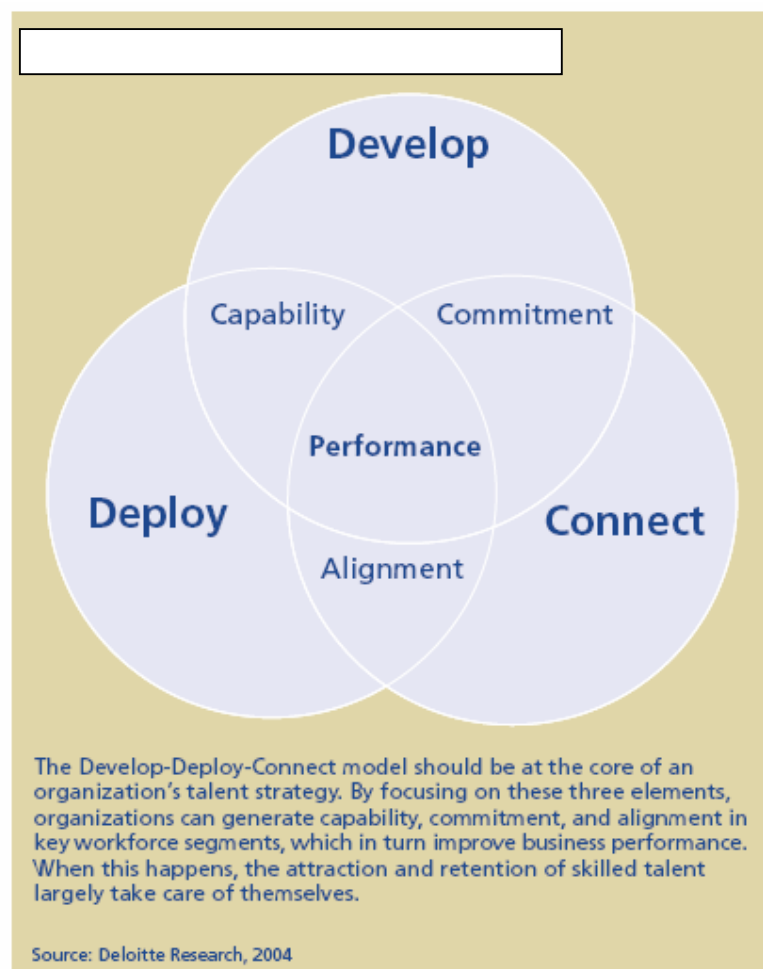 Develop
Capability Commitment
Performance
Deploy Connect
Alignment
The Develop-Deploy-Connect model should be at the core of an
organization's talent strategy. By focusing on these three elements,
organizations can generate capability, commitment, and alignment in
key workforce segments, which in turn improve business performance.
When this happens, the attraction and retention of skilled talent
largely take care of themselves.
Source: Deloitte Research, 2004